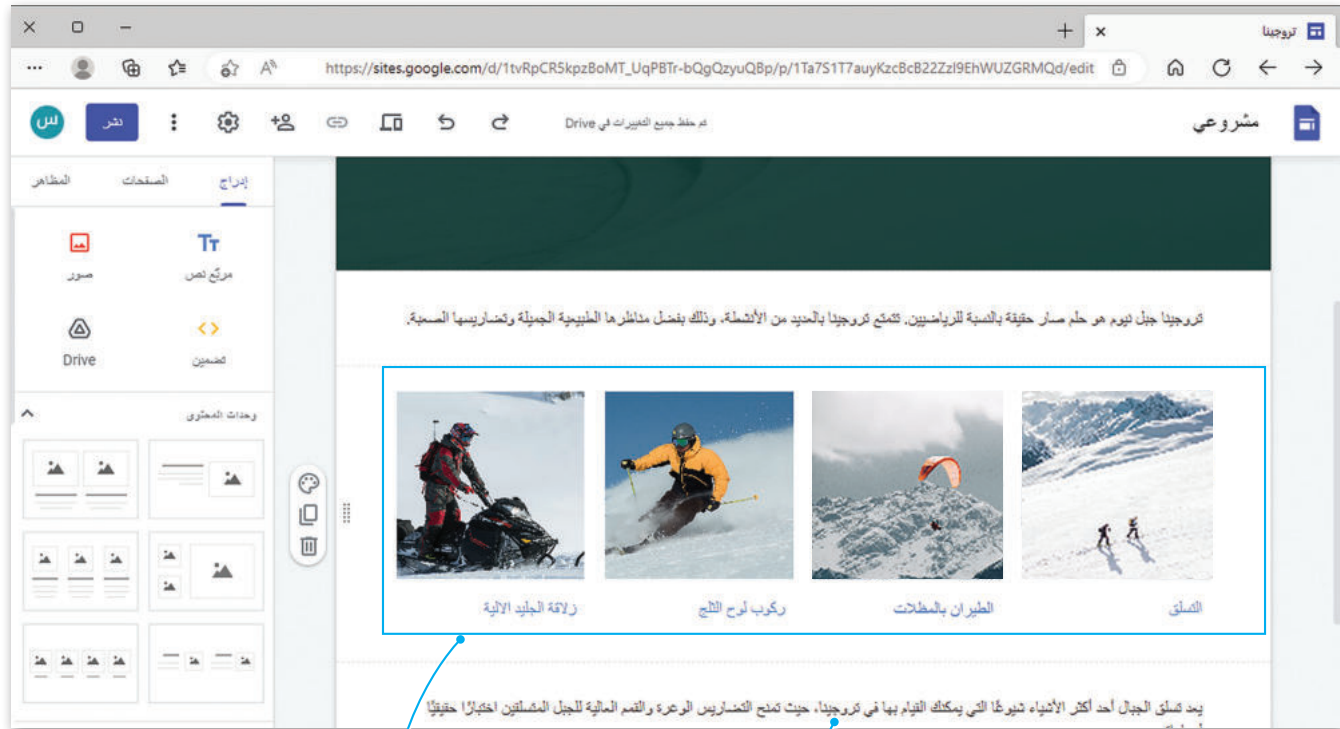 تروجينا
https://sites.google.com/d/1tvRpCR5kpzBoMT_UqPBTr-bQgQzyuQBp/p/1Ta7S1T7auyKzcBcB22ZzI9EhWUZGRMQd/edit
مشروعي
تم حفظ جميع التغييرات في Drive
نشر
س
إدراج
الصفحات
المظاهر
مربّع نص
صور
تضمين
Drive
وحدات المحتوى
تروجينا جبل نيوم هو حلم صار حقيقة بالنسبة للرياضيين. تتمتع تروجينا بالعديد من الأنشطة، وذلك بفضل مناظرها الطبيعية الجميلة وتضاريسها الصعبة.
التسلق
الطيران بالمظلات
ركوب لوح الثلج
زلاقة الجليد الالية
يعد تسلق الجبال أحد أكثر الأشياء شيوعًا التي يمكنك القيام بها في تروجينا، حيث تمنح التضاريس الوعرة والقمم العالية للجبل المتسلقين اختبارًا حقيقيًا